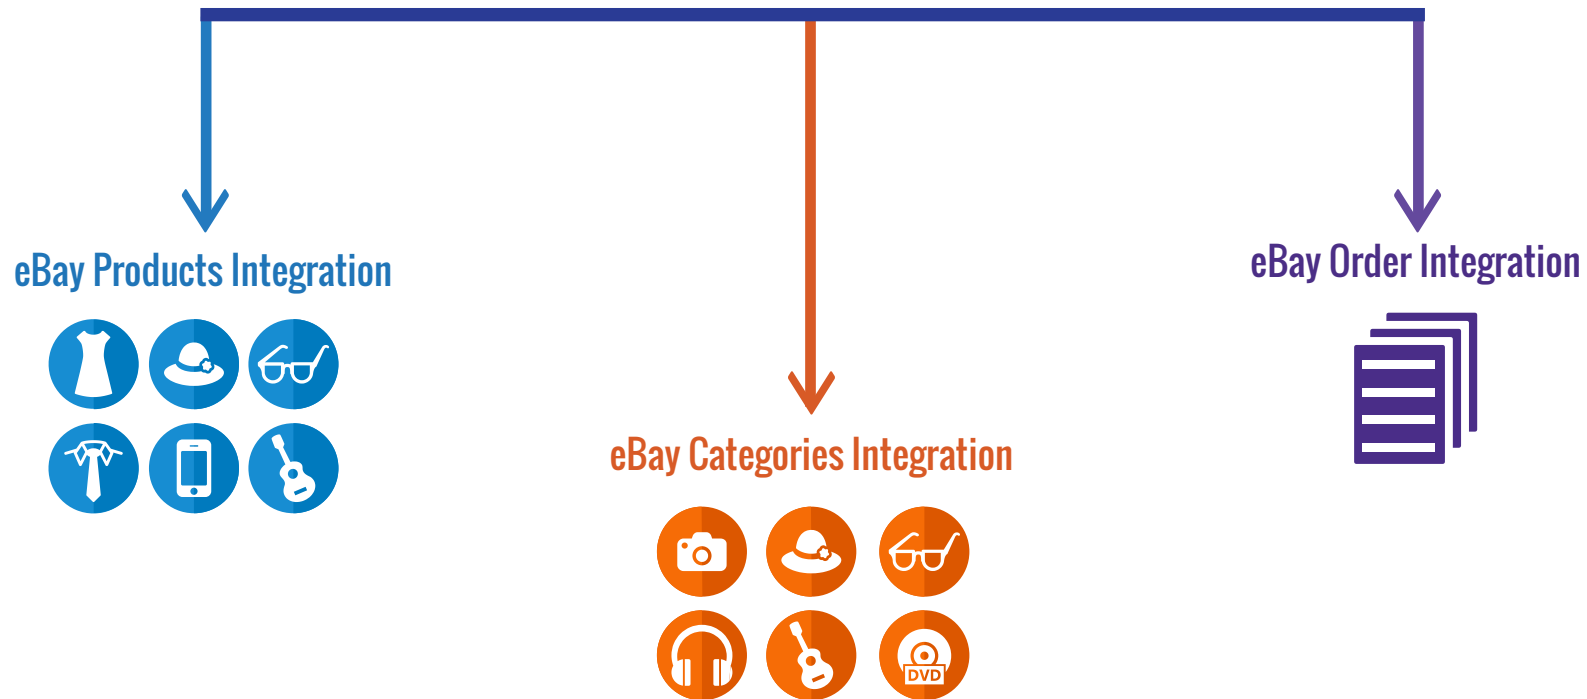 eBay Products Integration
eBay Order Integration
eBay Categories Integration
DVD